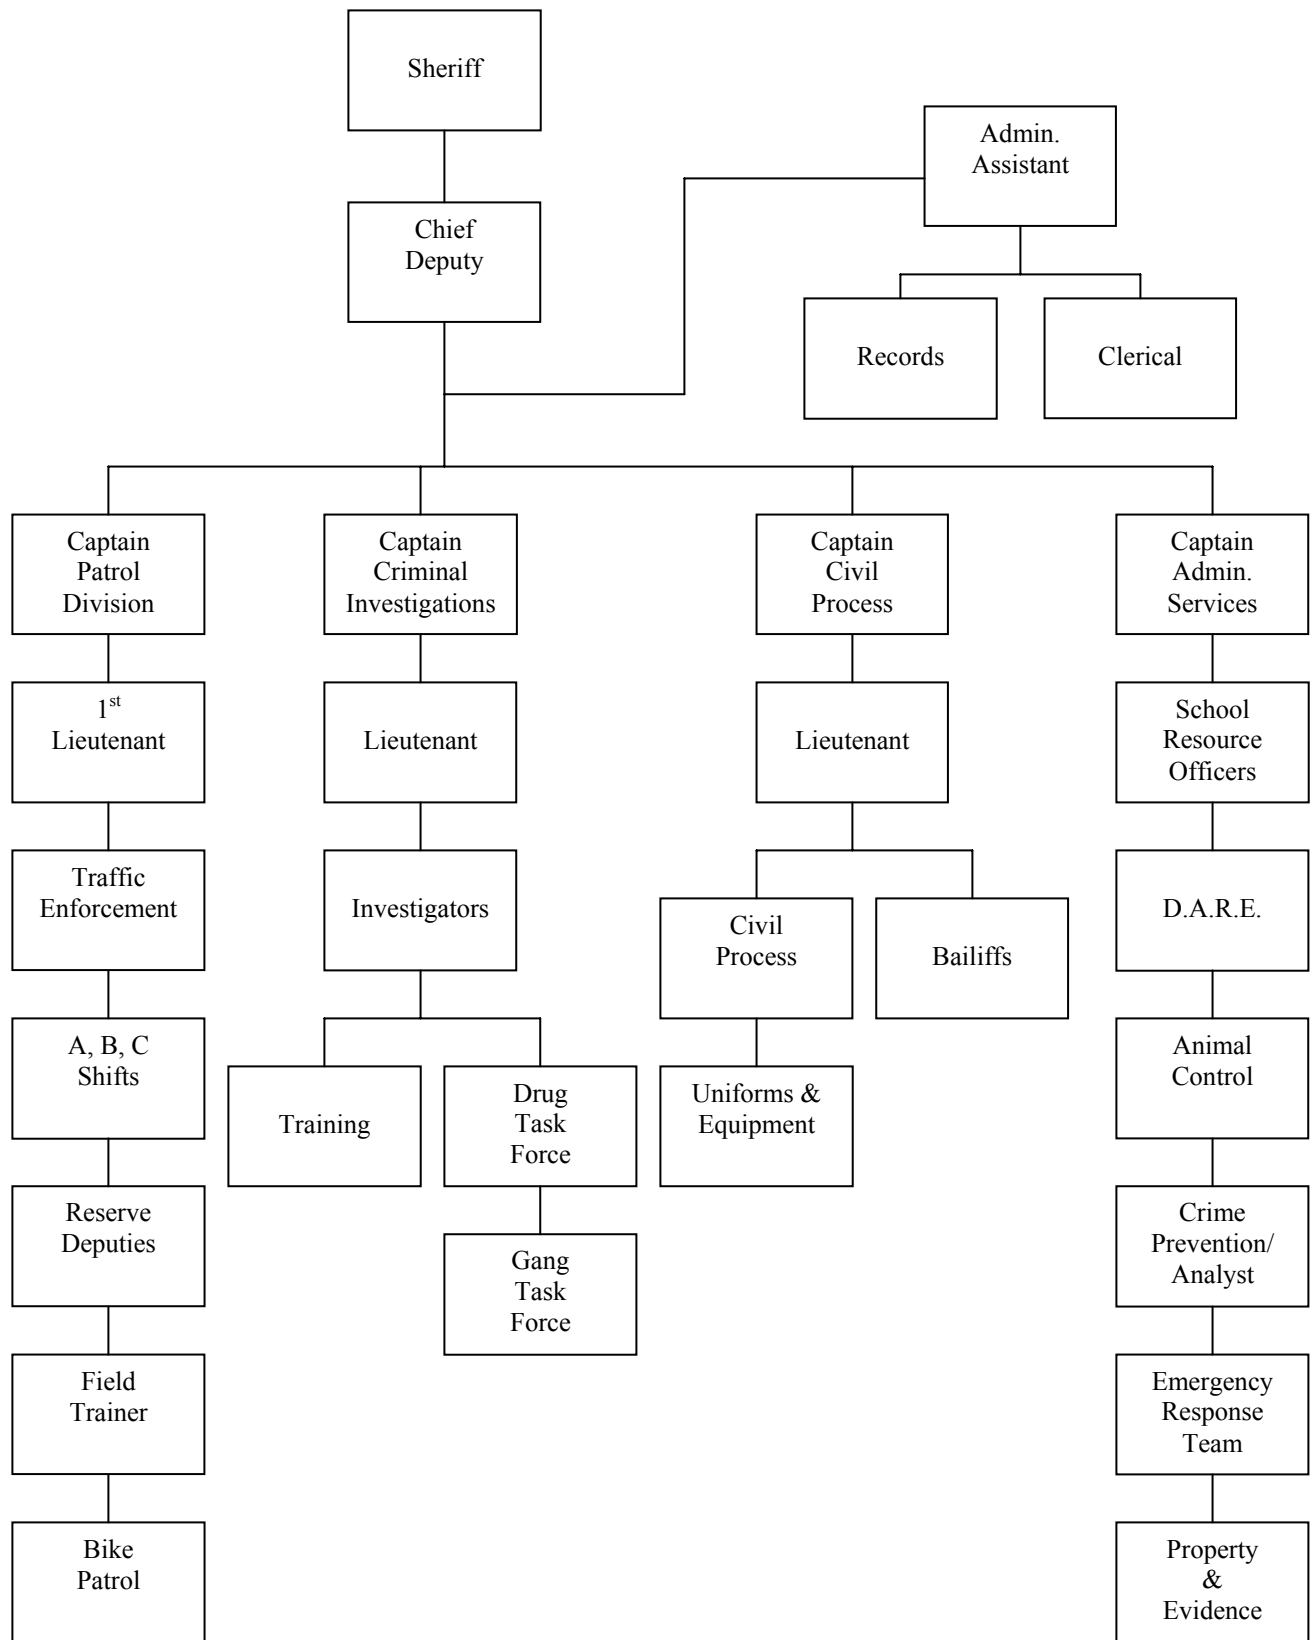 Sheriff
Admin.
Assistant
Chief
Deputy
Records
Clerical
Captain
Patrol
Division
Captain
Criminal
Investigations
Captain
Civil
Process
Captain
Admin.
Services
1st
Lieutenant
Lieutenant
Lieutenant
School
Resource
Officers
Traffic
Enforcement
Investigators
Civil
Process
Bailiffs
D.A.R.E.
A, B, C
Shifts
Training
Drug
Task
Force
Uniforms &
Equipment
Animal
Control
Reserve
Deputies
Gang
Task
Force
Crime
Prevention/
Analyst
Field
Trainer
Emergency
Response
Team
Bike
Patrol
Property
&
Evidence